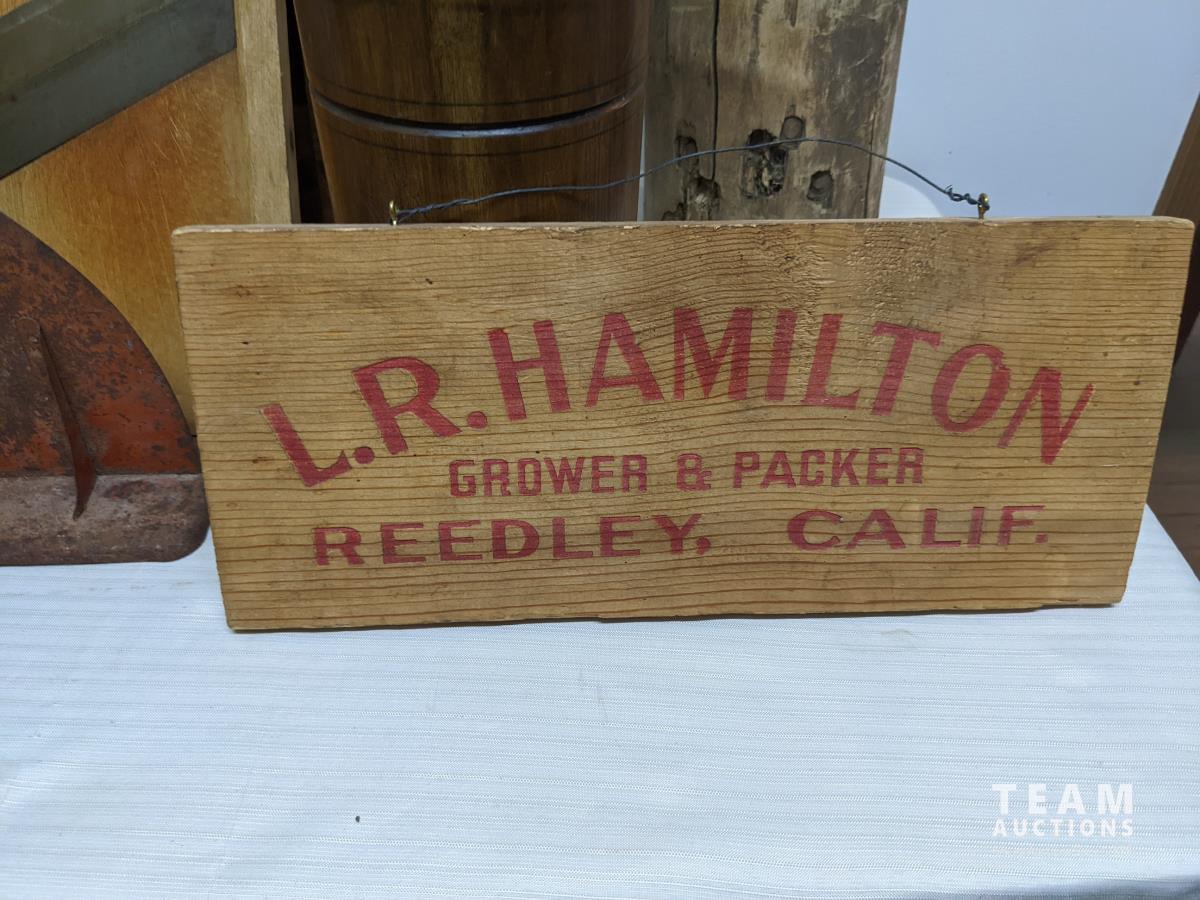 L.R. HAMILTON
GROWER & PACKER
REEDLEY, CALIF.
TEAM
AUCTIONS